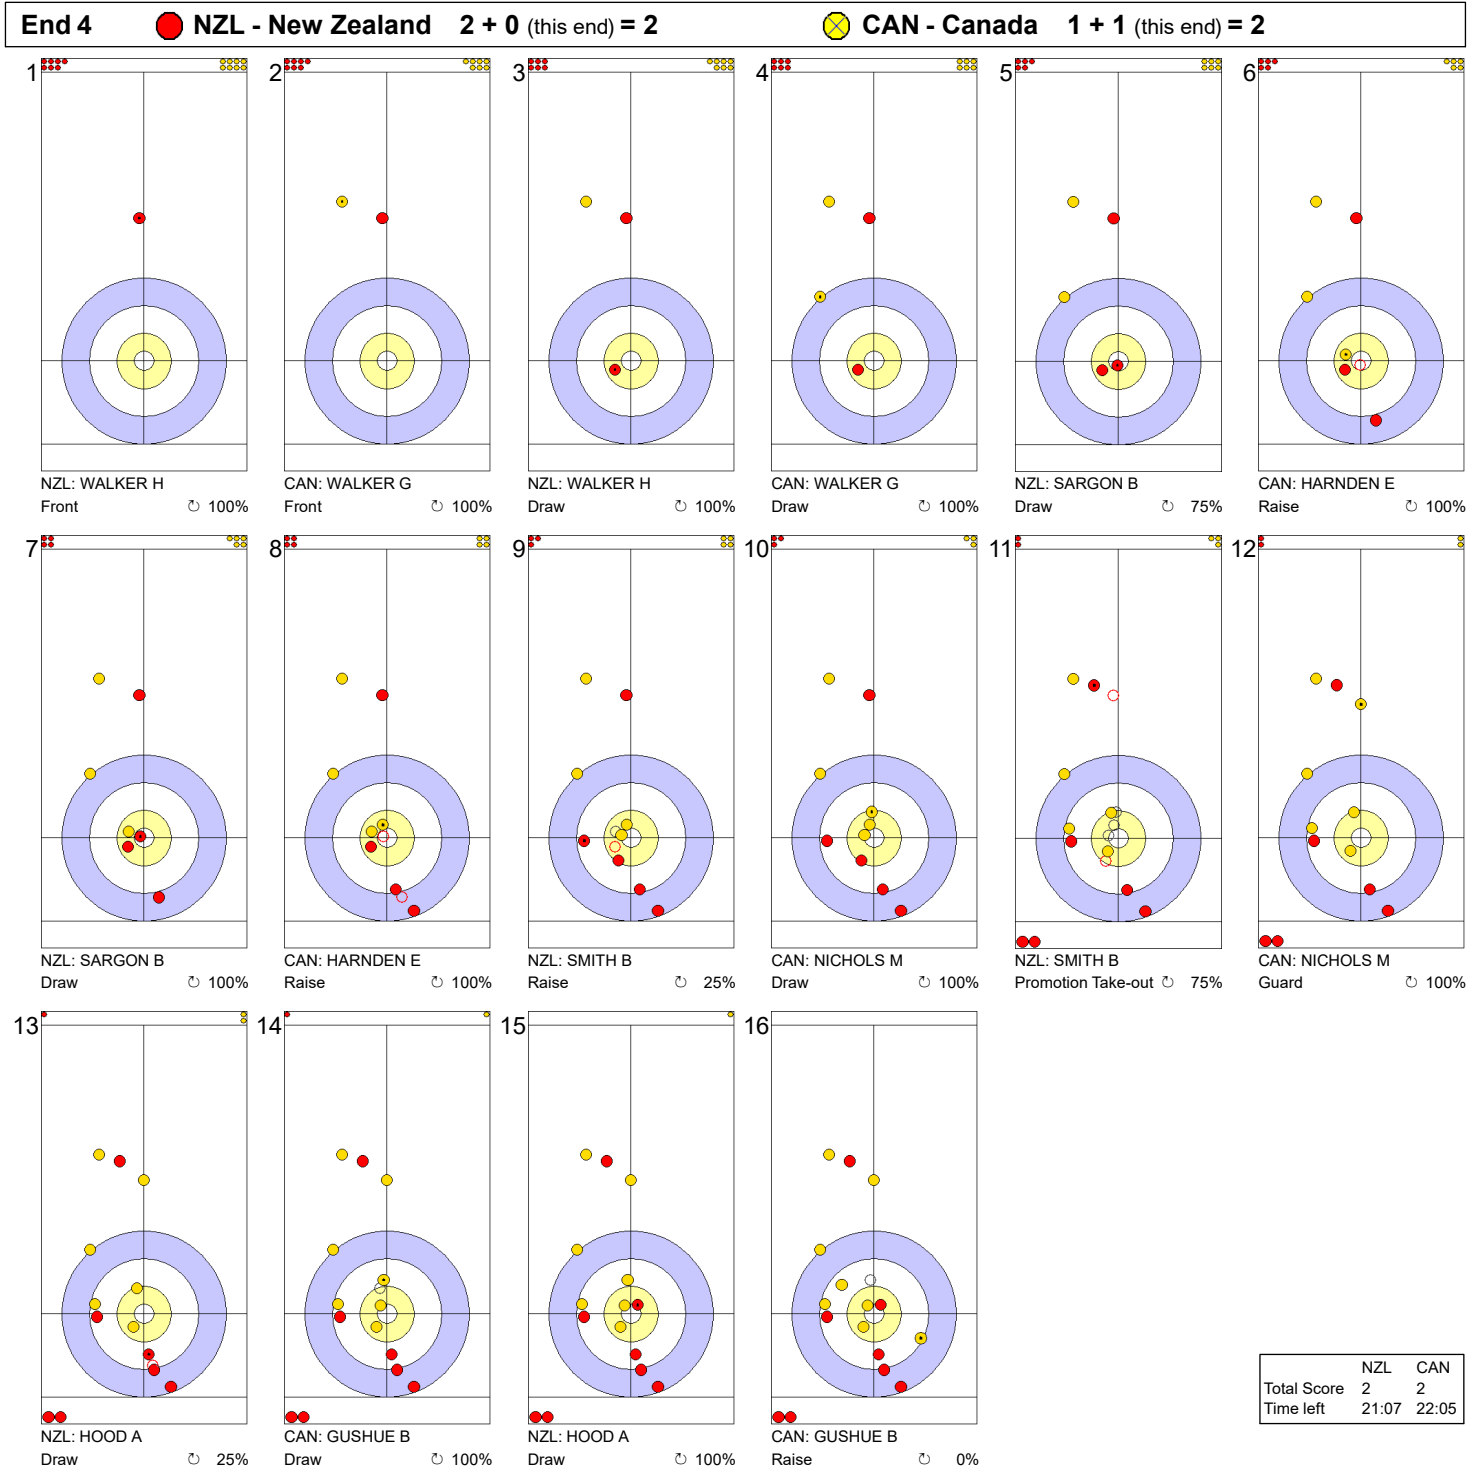 End 4 NZL - New Zealand 2 + 0 (this end) = 2 CAN - Canada 1 + 1 (this end) = 2
1 2 3 4 5 6
NZL: WALKER H CAN: WALKER G NZL: WALKER H CAN: WALKER G NZL: SARGON B CAN: HARNDEN E
Front ↻ 100% Front ↻ 100% Draw ↻ 100% Draw ↻ 100% Draw ↻ 75% Raise ↻ 100%
7 8 9 10 11 12
NZL: SARGON B CAN: HARNDEN E NZL: SMITH B CAN: NICHOLS M NZL: SMITH B CAN: NICHOLS M
Draw ↻ 100% Raise ↻ 100% Raise ↻ 25% Draw ↻ 100% Promotion Take-out ↻ 75% Guard ↻ 100%
13 14 15 16
NZL CAN
Total Score 2 2
Time left 21:07 22:05
NZL: HOOD A CAN: GUSHUE B NZL: HOOD A CAN: GUSHUE B
Draw ↻ 25% Draw ↻ 100% Draw ↻ 100% Raise ↻ 0%